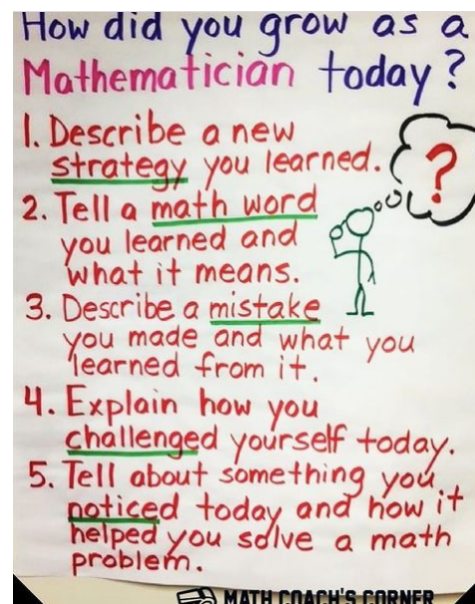 How did you grow as a
Mathematician today?
1. Describe a new
strategy you learned.
?
2. Tell a math word
you learned and
what it means.
3. Describe a mistake
you made and what you
learned from it.
4. Explain how you
challenged yourself today.
5. Tell about something you
noticed today and how it
helped you solve a math
problem.
MATH COACH'S CORNER